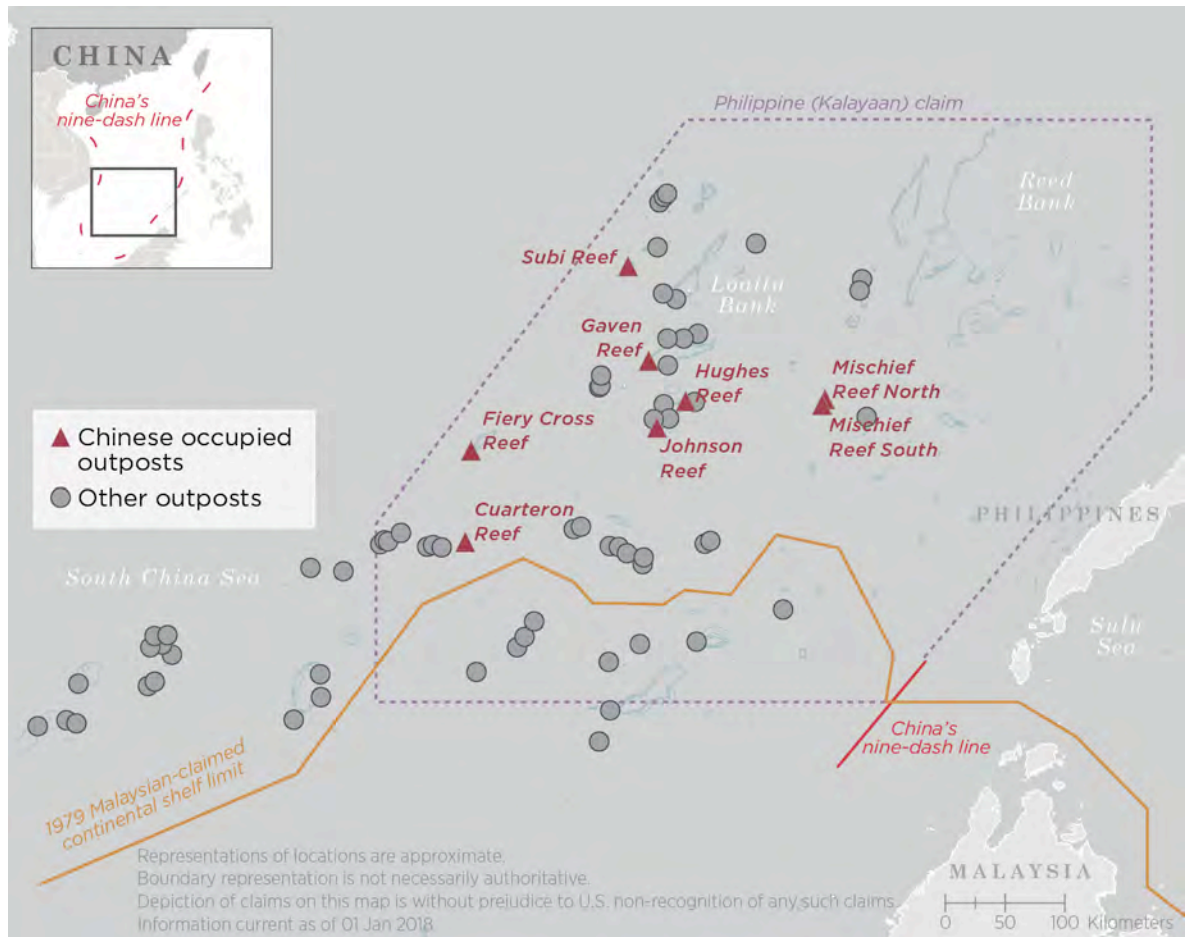 CHINA
China's
nine-dash line
Philippine (Kalayaan) claim
Reed
Bank
Subi Reef
Loaita
Bank
Gaven
Reef
Hughes
Reef
Mischief
Reef North
Mischief
Reef South
Fiery Cross
Reef
Johnson
Reef
Chinese occupied
outposts
Other outposts
Cuarteron
Reef
PHILIPPINES
South China Sea
Sulu
Sea
China's
nine-dash line
1979 Malaysian-claimed
continental shelf limit
Representations of locations are approximate.
Boundary representation is not necessarily authoritative.
Depiction of claims on this map is without prejudice to U.S. non-recognition of any such claims.
Information current as of 01 Jan 2018.
MALAYSIA
0 50 100 Kilometers